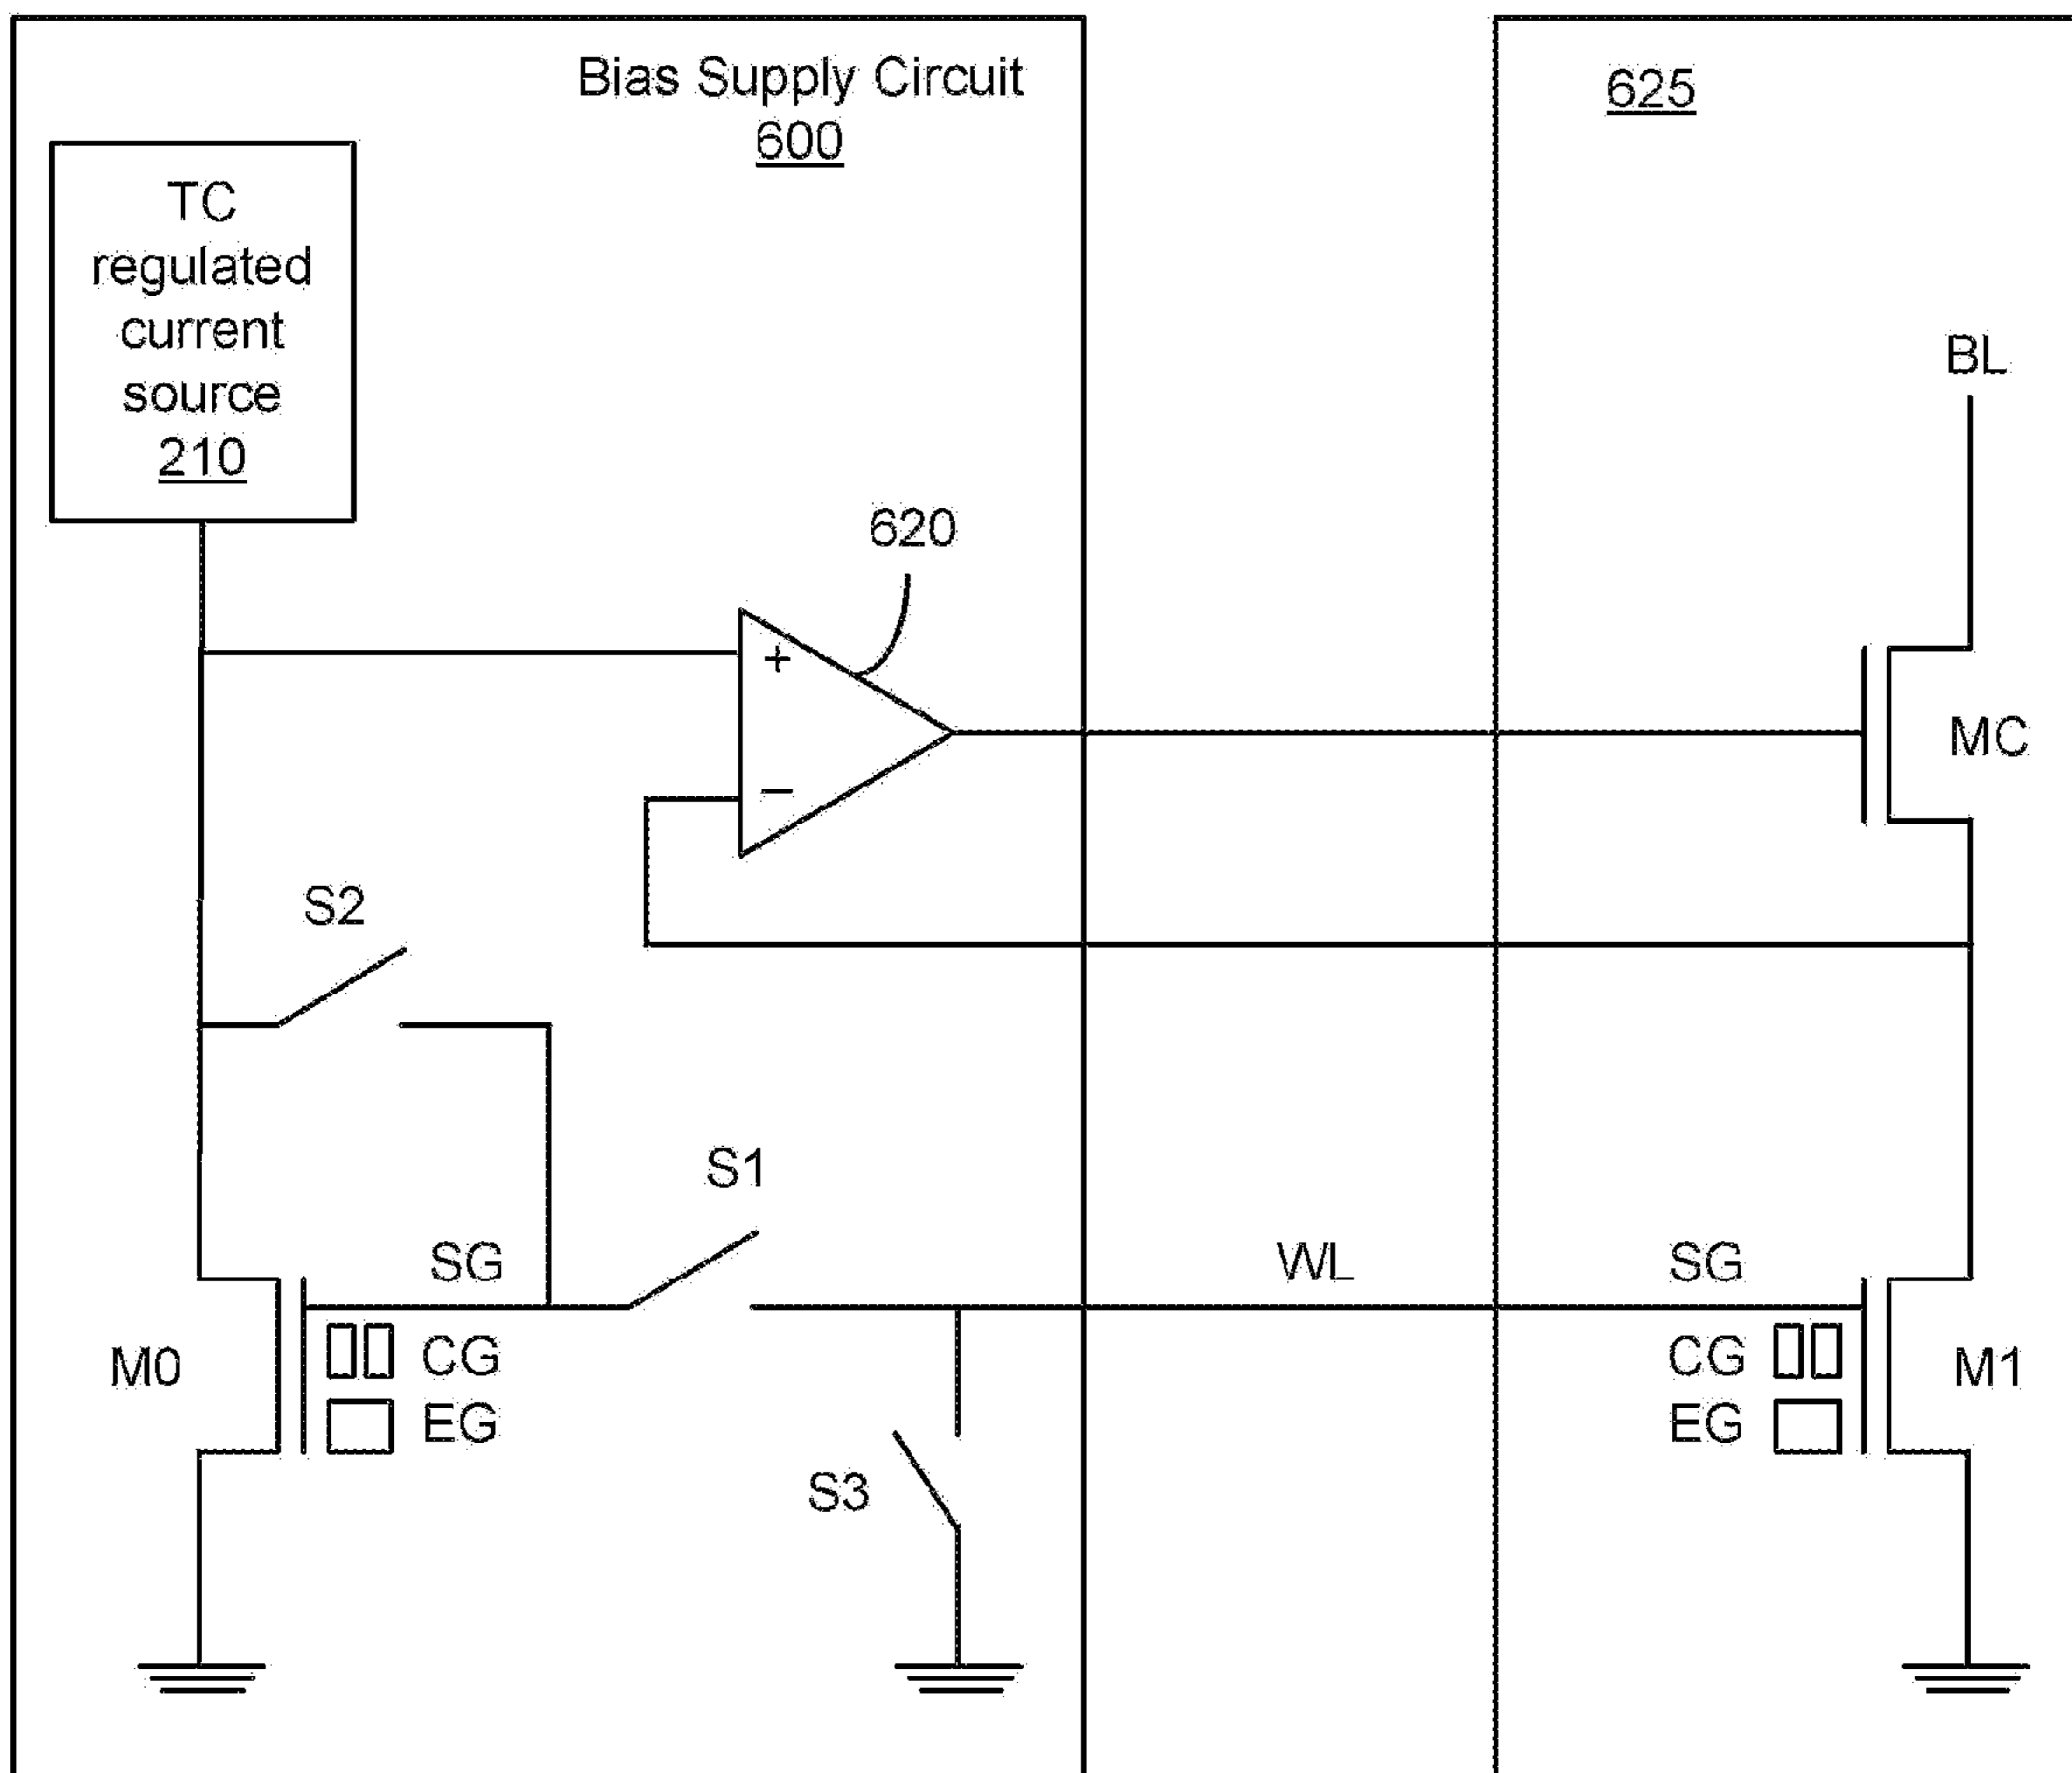 Bias Supply Circuit
600
625
TC
regulated
current
source
210
BL
620
+
MC
−
S2
S1
SG
WL
SG
M0
CG
CG
M1
EG
EG
S3